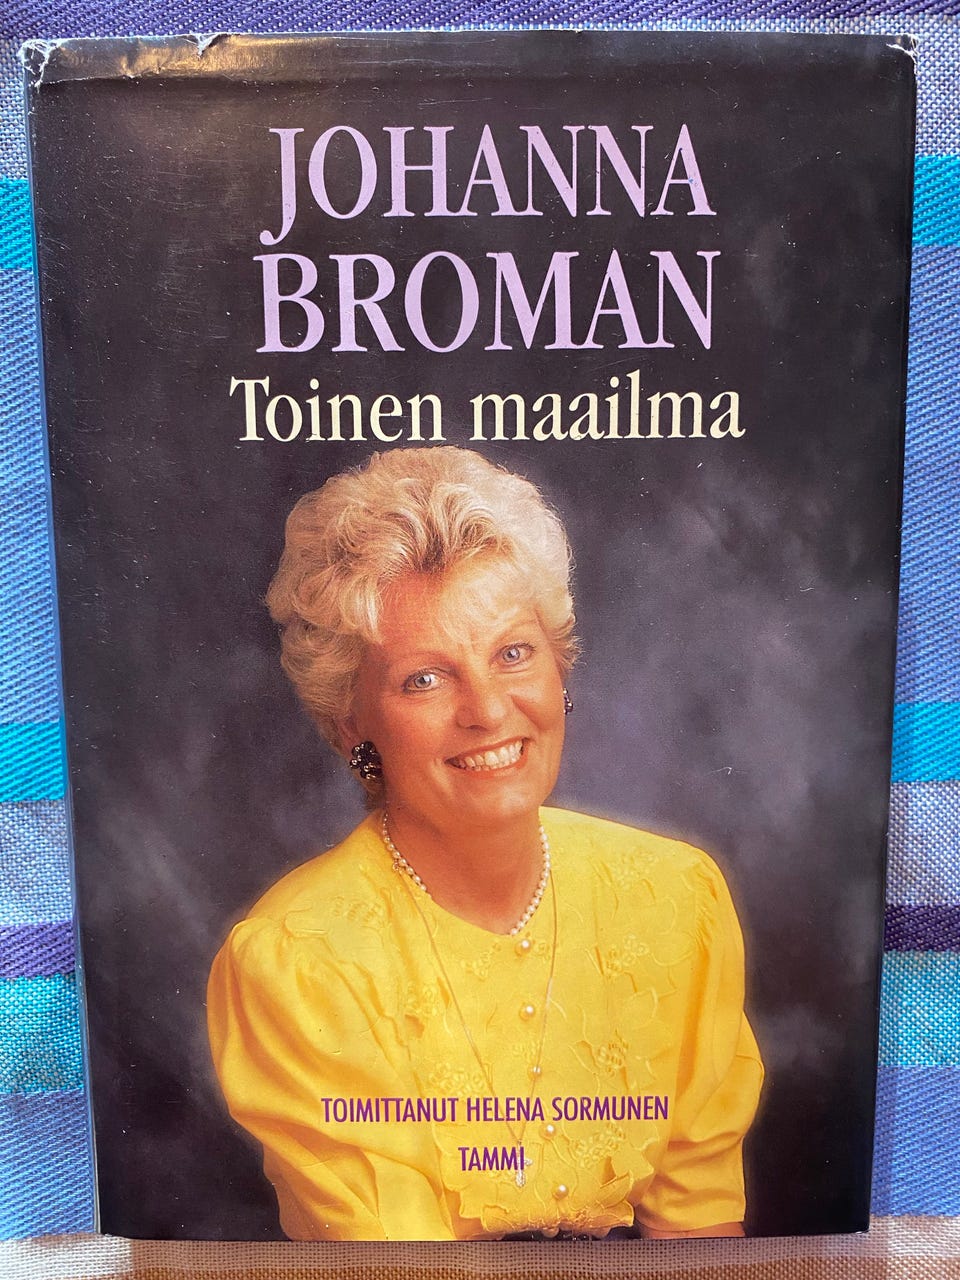 JOHANNA
BROMAN
Toinen maailma
TOIMITTANUT HELENA SORMUNEN
TAMMI